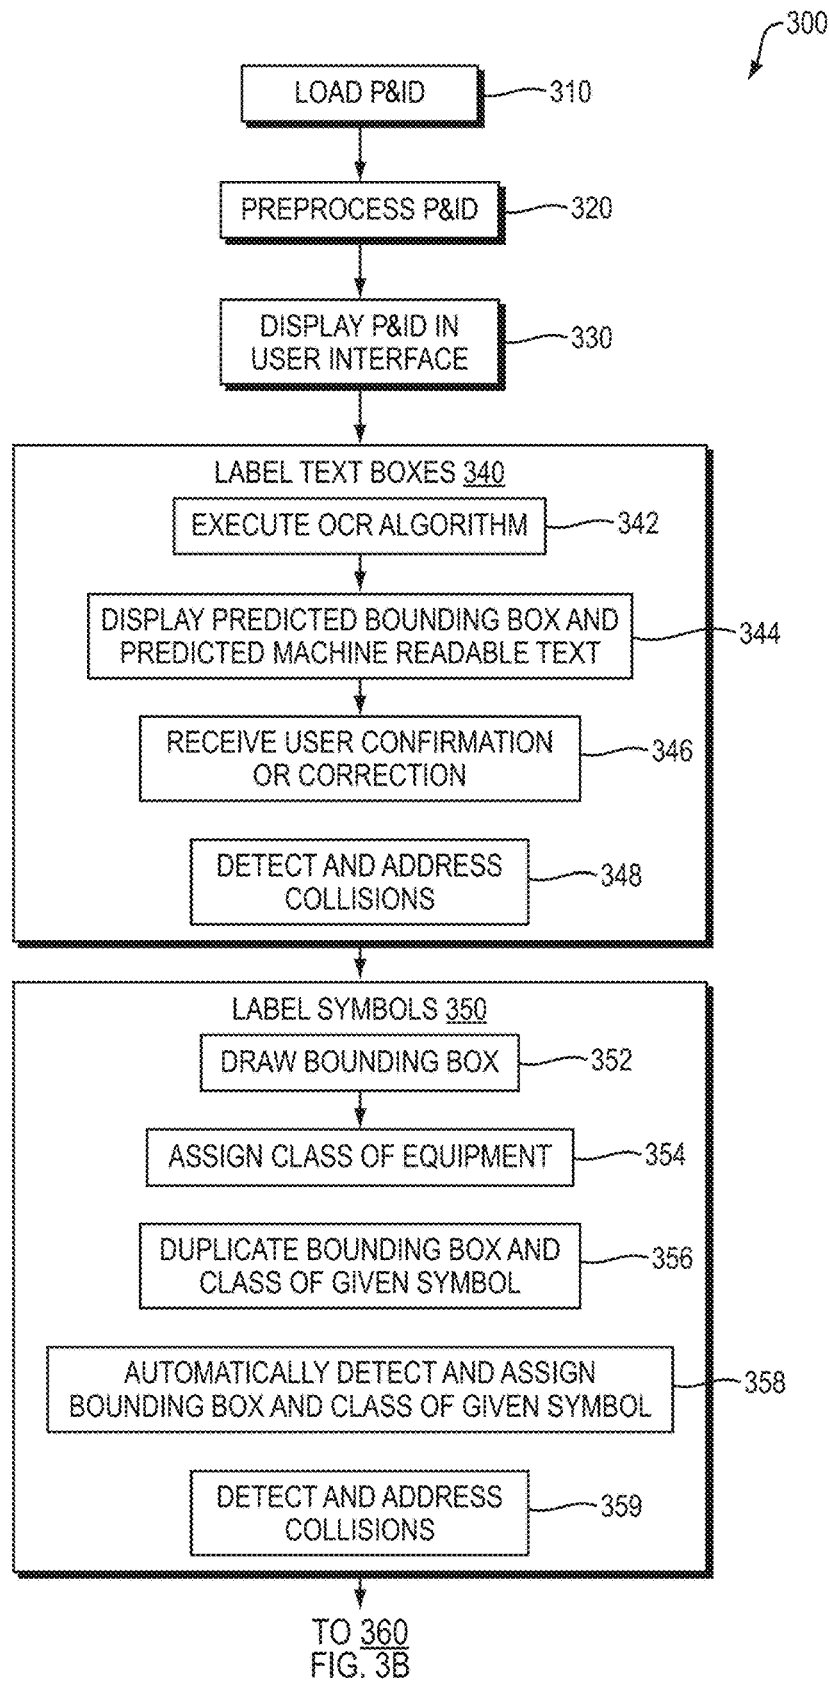 300
LOAD P&ID
310
PREPROCESS P&ID
320
DISPLAY P&ID IN
USER INTERFACE
330
LABEL TEXT BOXES 340
EXECUTE OCR ALGORITHM
342
DISPLAY PREDICTED BOUNDING BOX AND
PREDICTED MACHINE READABLE TEXT
344
RECEIVE USER CONFIRMATION
OR CORRECTION
346
DETECT AND ADDRESS
COLLISIONS
348
LABEL SYMBOLS 350
DRAW BOUNDING BOX
352
ASSIGN CLASS OF EQUIPMENT
354
DUPLICATE BOUNDING BOX AND
CLASS OF GIVEN SYMBOL
356
AUTOMATICALLY DETECT AND ASSIGN
BOUNDING BOX AND CLASS OF GIVEN SYMBOL
358
DETECT AND ADDRESS
COLLISIONS
359
TO 360
FIG. 3B